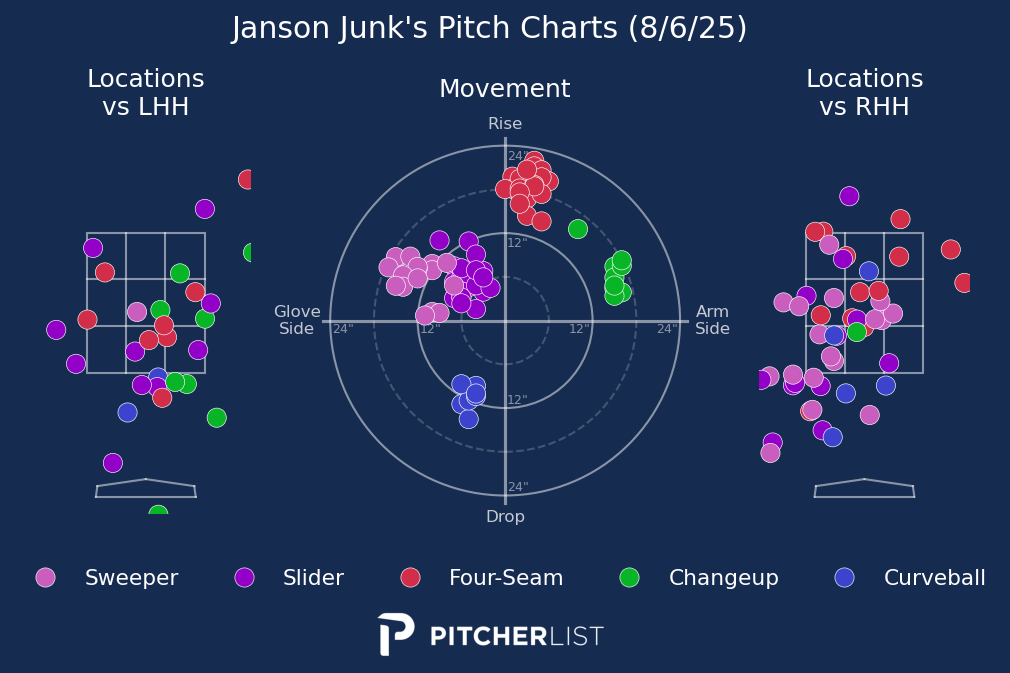 Janson Junk's Pitch Charts (8/6/25)
Locations
vs LHH
Movement
Locations
vs RHH
Rise
24"
12"
Glove
Side
24"
12"
12"
24"
Arm
Side
12"
24"
Drop
Sweeper
Slider
Four-Seam
Changeup
Curveball
PITCHERLIST